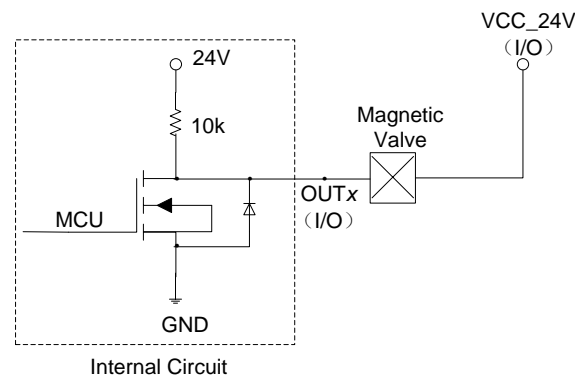 VCC_24V
（I/O）
24V
10k
Magnetic
Valve
MCU
OUTx
（I/O）
GND
Internal Circuit